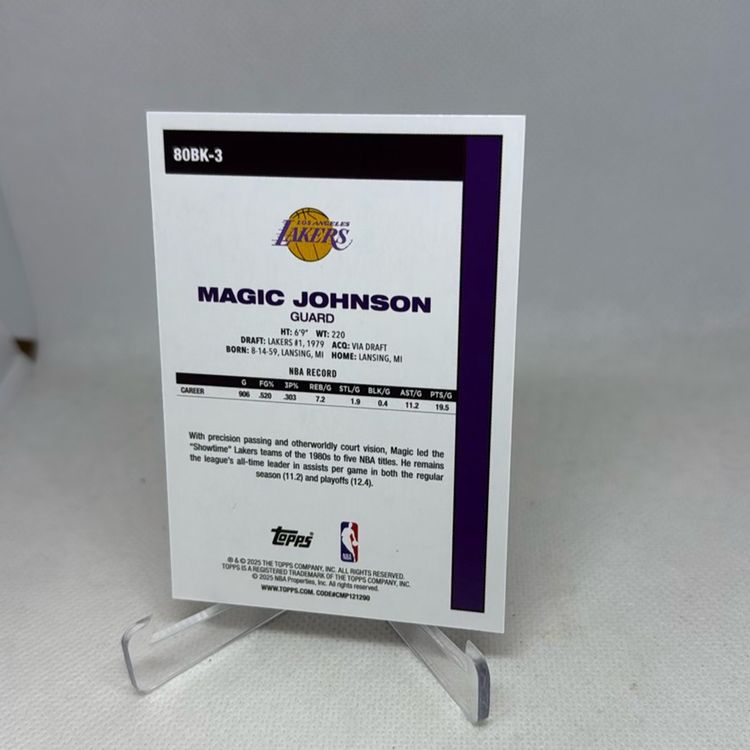 80BK-3
LOS ANGELES
LAKERS
MAGIC JOHNSON
GUARD
HT: 6'9" WT: 220
DRAFT: LAKERS #1, 1979 ACQ: VIA DRAFT
BORN: 8-14-59, LANSING, MI HOME: LANSING, MI
NBA RECORD
G FG% 3P% REB/G STL/G BLK/G AST/G PTS/G
CAREER 906 .520 .303 7.2 1.9 0.4 11.2 19.5
With precision passing and otherworldly court vision, Magic led the
"Showtime" Lakers teams of the 1980s to five NBA titles. He remains
the league's all-time leader in assists per game in both the regular
season (11.2) and playoffs (12.4).
Topps®
NBA
® & © 2025 THE TOPPS COMPANY, INC. ALL RIGHTS RESERVED.
TOPPS IS A REGISTERED TRADEMARK OF THE TOPPS COMPANY, INC.
© 2025 NBA Properties, Inc. All rights reserved.
WWW.TOPPS.COM. CODE#CMP121290